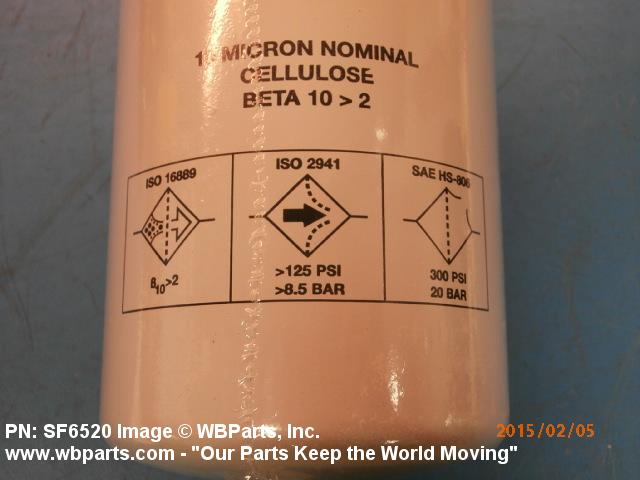 MICRON NOMINAL
CELLULOSE
BETA 10 > 2
ISO 16889
ISO 2941
SAE HS-806
β10>2
>125 PSI
>8.5 BAR
300 PSI
20 BAR
PN: SF6520 Image © WBParts, Inc.
2015/02/05
www.wbparts.com - "Our Parts Keep the World Moving"